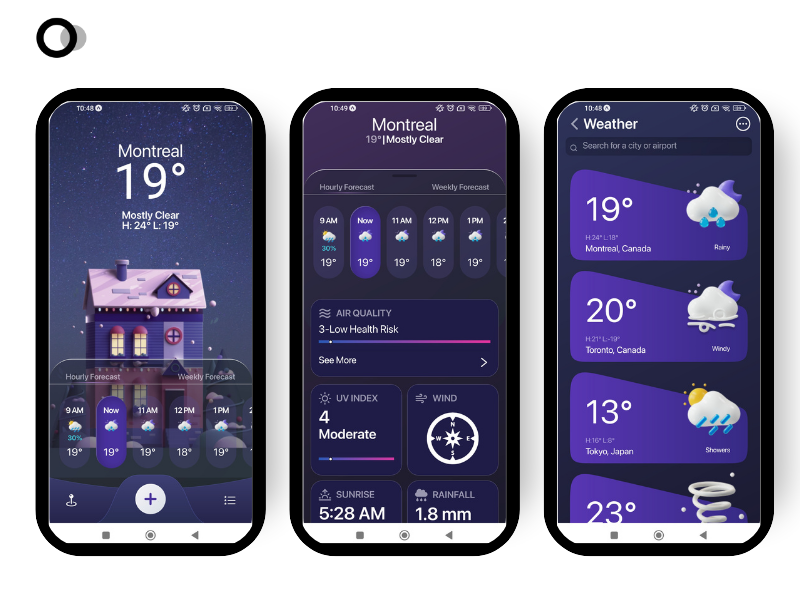 10:48
Montreal
19°
Mostly Clear
H: 24° L: 19°
Hourly Forecast Weekly Forecast
9 AM Now 11 AM 12 PM 1 PM
30%
19° 19° 19° 18° 19°
10:49
Montreal
19°|Mostly Clear
Hourly Forecast Weekly Forecast
9 AM Now 11 AM 12 PM 1 PM 2
30%
19° 19° 19° 18° 19°
AIR QUALITY
3-Low Health Risk
See More
UV INDEX
4
Moderate
WIND
N
W E
S
SUNRISE
5:28 AM
RAINFALL
1.8 mm
10:48
Weather
Search for a city or airport
19°
H:24° L:18°
Montreal, Canada Rainy
20°
H:21° L:-19°
Toronto, Canada Windy
13°
H:16° L:8°
Tokyo, Japan Showers
23°